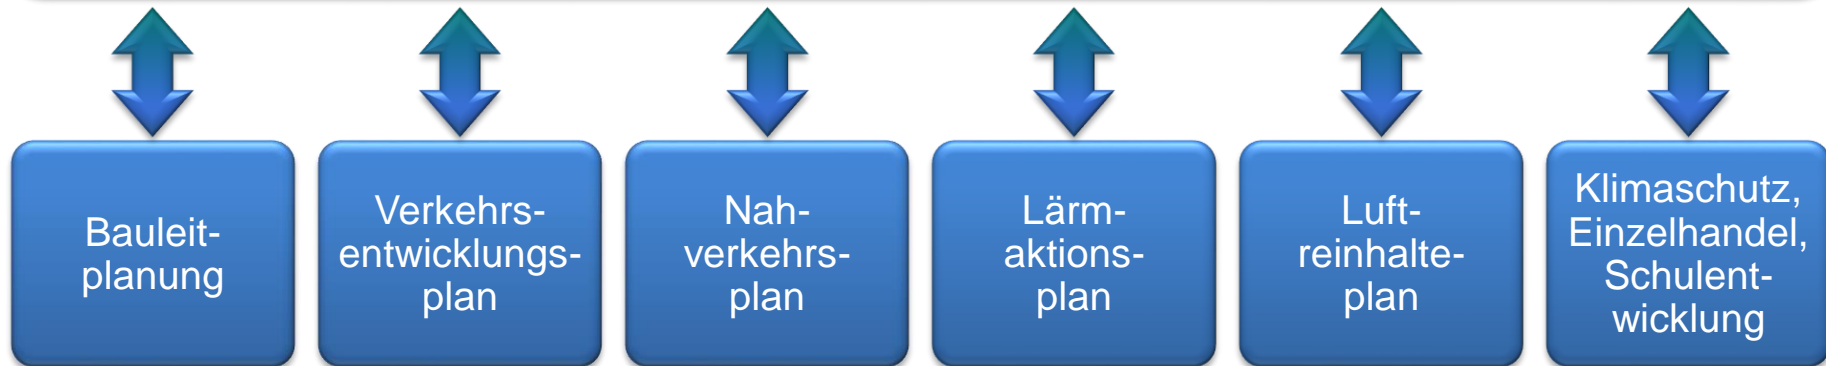 Bauleit-
planung
Verkehrs-
entwicklungs-
plan
Nah-
verkehrs-
plan
Lärm-
aktions-
plan
Luft-
reinhalte-
plan
Klimaschutz,
Einzelhandel,
Schulent-
wicklung